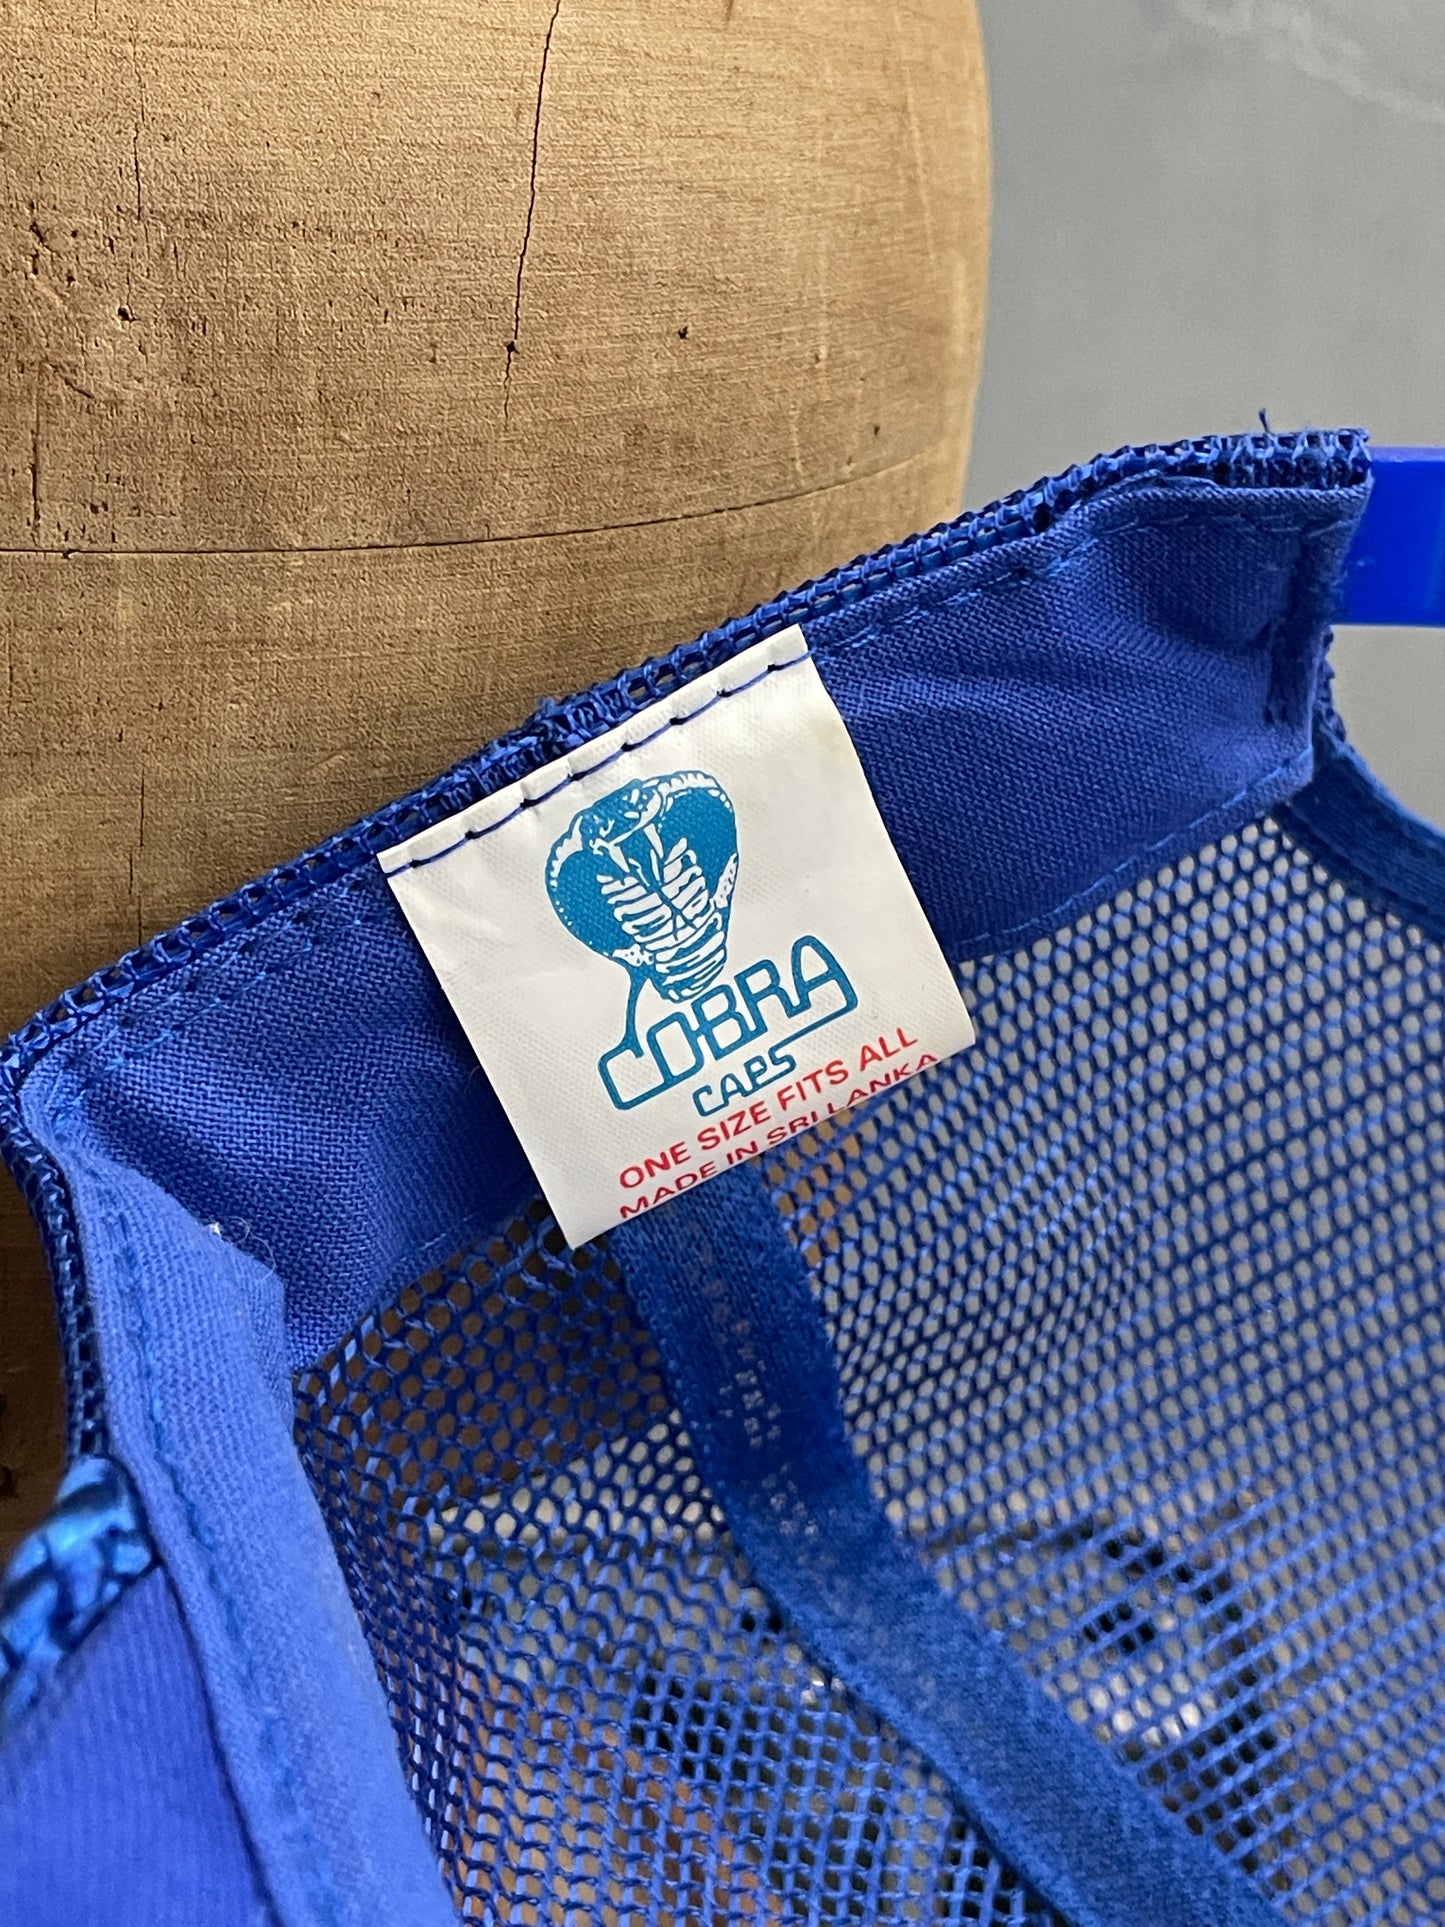 COBRA
CAPS
ONE SIZE FITS ALL
MADE IN SRI LANKA